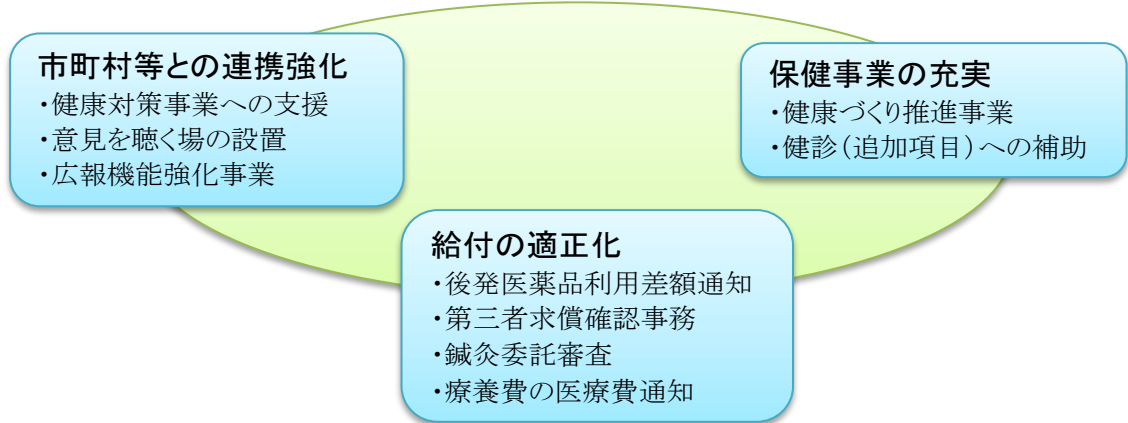 市町村等との連携強化
・健康対策事業への支援
・意見を聴く場の設置
・広報機能強化事業
保健事業の充実
・健康づくり推進事業
・健診(追加項目)への補助
給付の適正化
・後発医薬品利用差額通知
・第三者求償確認事務
・鍼灸委託審査
・療養費の医療費通知